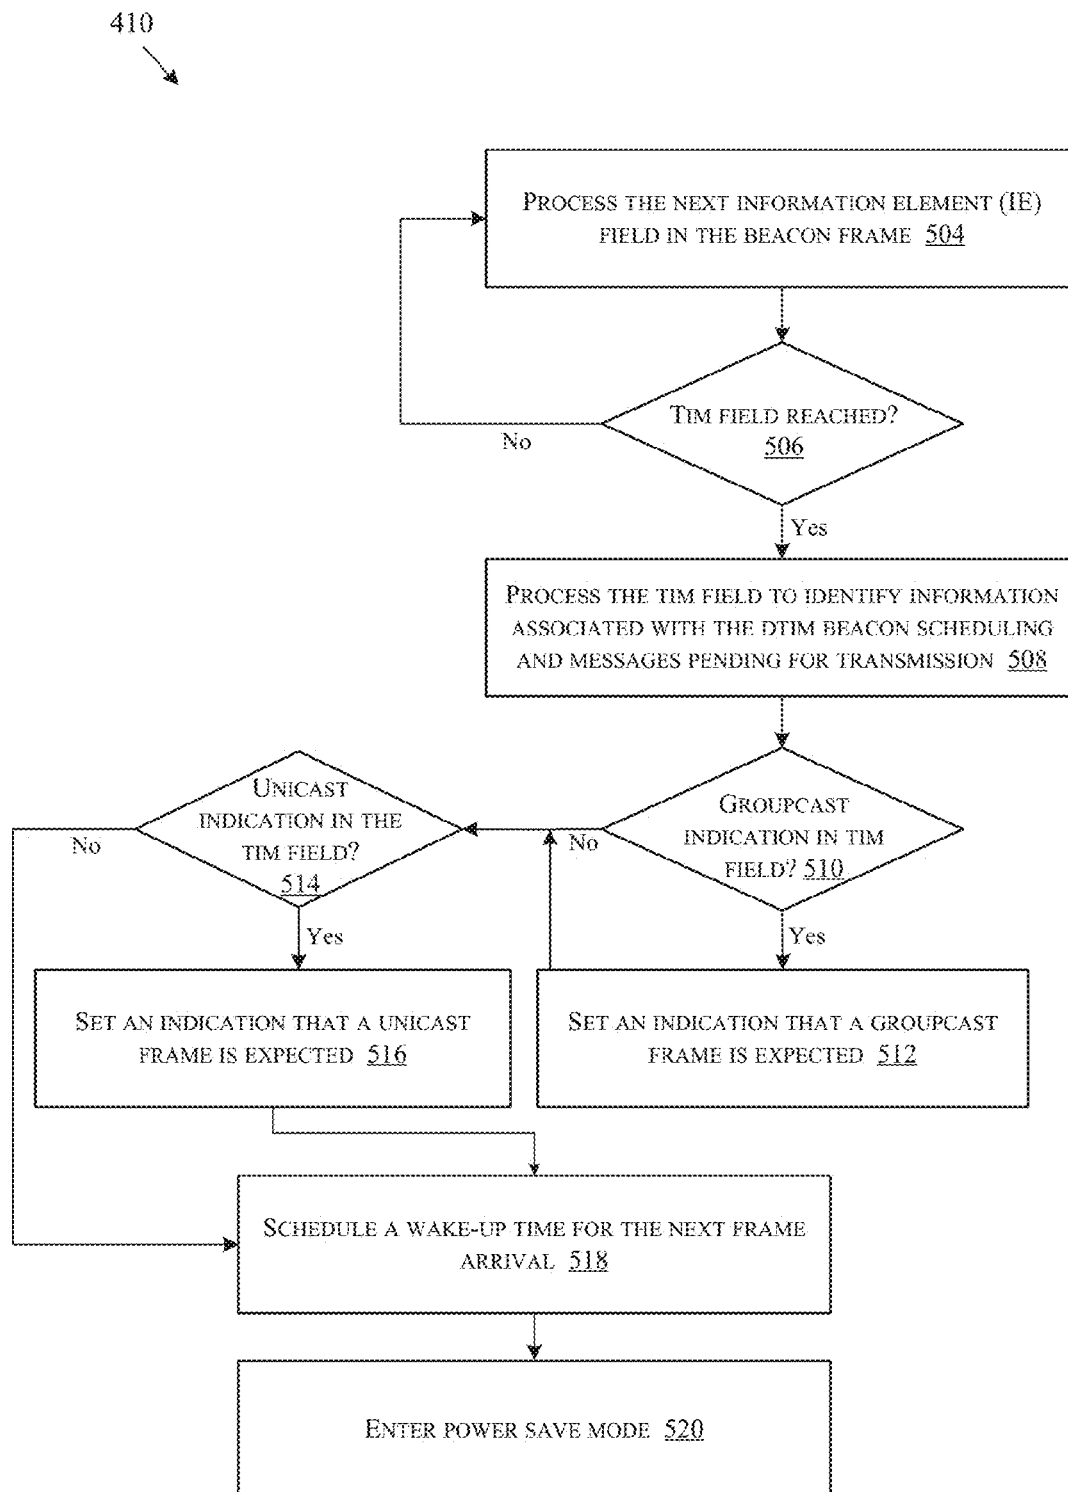 410
PROCESS THE NEXT INFORMATION ELEMENT (IE)
FIELD IN THE BEACON FRAME 504
TIM FIELD REACHED?
506
No
Yes
PROCESS THE TIM FIELD TO IDENTIFY INFORMATION
ASSOCIATED WITH THE DTIM BEACON SCHEDULING
AND MESSAGES PENDING FOR TRANSMISSION 508
GROUPCAST
INDICATION IN TIM
FIELD? 510
No
Yes
UNICAST
INDICATION IN THE
TIM FIELD?
514
No
Yes
SET AN INDICATION THAT A UNICAST
FRAME IS EXPECTED 516
SET AN INDICATION THAT A GROUPCAST
FRAME IS EXPECTED 512
SCHEDULE A WAKE-UP TIME FOR THE NEXT FRAME
ARRIVAL 518
ENTER POWER SAVE MODE 520